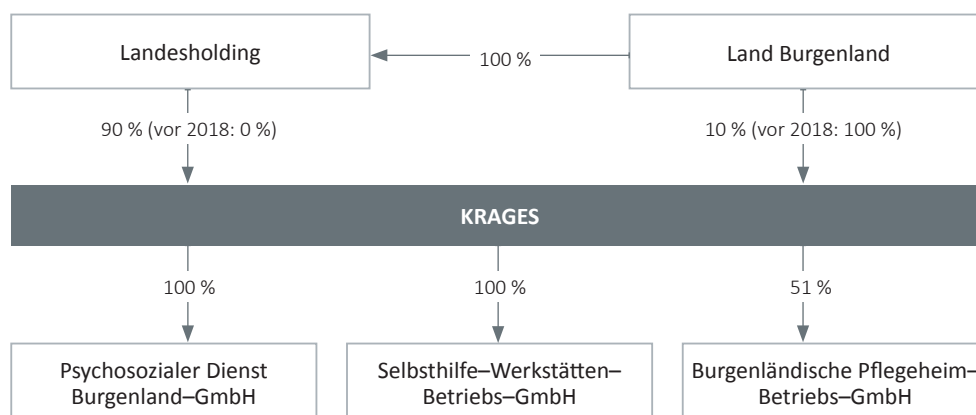 Landesholding
100 %
Land Burgenland
90 % (vor 2018: 0 %)
10 % (vor 2018: 100 %)
KRAGES
100 %
100 %
51 %
Psychosozialer Dienst
Burgenland–GmbH
Selbsthilfe–Werkstätten–
Betriebs–GmbH
Burgenländische Pflegeheim–
Betriebs–GmbH